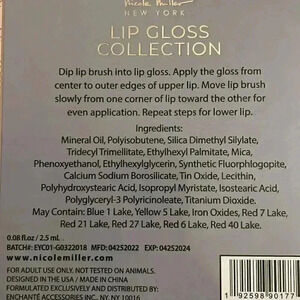 Nicole Miller
NEW YORK
LIP GLOSS
COLLECTION
Dip lip brush into lip gloss. Apply the gloss from
center to outer edges of upper lip. Move lip brush
slowly from one corner of lip toward the other for
even application. Repeat steps for lower lip.
Ingredients:
Mineral Oil, Polyisobutene, Silica Dimethyl Silylate,
Tridecyl Trimellitate, Ethylhexyl Palmitate, Mica,
Phenoxyethanol, Ethylhexylglycerin, Synthetic Fluorphlogopite,
Calcium Sodium Borosilicate, Tin Oxide, Lecithin,
Polyhydroxystearic Acid, Isopropyl Myristate, Isostearic Acid,
Polyglyceryl-3 Polyricinoleate, Titanium Dioxide.
May Contain: Blue 1 Lake, Yellow 5 Lake, Iron Oxides, Red 7 Lake,
Red 21 Lake, Red 27 Lake, Red 6 Lake, Red 40 Lake.
0.08 fl.oz / 2.5 mL
BATCH#: EYC01-G0322018 MFD: 04252022 EXP: 04252024
www.nicolemiller.com
FOR ADULT USE ONLY. NOT TESTED ON ANIMALS.
DESIGNED IN THE USA / MADE IN CHINA
FORMULATED EXCLUSIVELY AND DISTRIBUTED BY:
ENCHANTE ACCESSORIES INC. NY, NY 10016
1 92598 90177